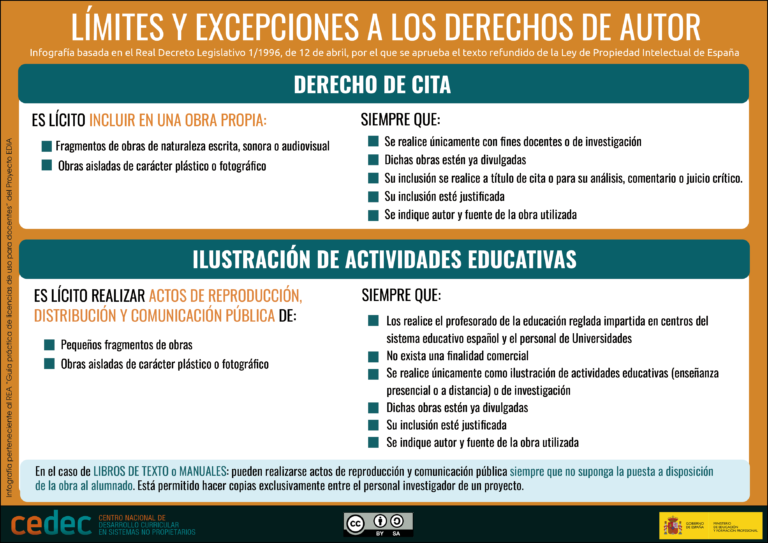 LÍMITES Y EXCEPCIONES A LOS DERECHOS DE AUTOR
Infografía basada en el Real Decreto Legislativo 1/1996, de 12 de abril, por el que se aprueba el texto refundido de la Ley de Propiedad Intelectual de España
DERECHO DE CITA
ES LÍCITO INCLUIR EN UNA OBRA PROPIA:
Fragmentos de obras de naturaleza escrita, sonora o audiovisual
Obras aisladas de carácter plástico o fotográfico
SIEMPRE QUE:
Se realice únicamente con fines docentes o de investigación
Dichas obras estén ya divulgadas
Su inclusión se realice a título de cita o para su análisis, comentario o juicio crítico.
Su inclusión esté justificada
Se indique autor y fuente de la obra utilizada
ILUSTRACIÓN DE ACTIVIDADES EDUCATIVAS
ES LÍCITO REALIZAR ACTOS DE REPRODUCCIÓN,
DISTRIBUCIÓN Y COMUNICACIÓN PÚBLICA DE:
Pequeños fragmentos de obras
Obras aisladas de carácter plástico o fotográfico
SIEMPRE QUE:
Los realice el profesorado de la educación reglada impartida en centros del
sistema educativo español y el personal de Universidades
No exista una finalidad comercial
Se realice únicamente como ilustración de actividades educativas (enseñanza
presencial o a distancia) o de investigación
Dichas obras estén ya divulgadas
Su inclusión esté justificada
Se indique autor y fuente de la obra utilizada
En el caso de LIBROS DE TEXTO o MANUALES: pueden realizarse actos de reproducción y comunicación pública siempre que no suponga la puesta a disposición
de la obra al alumnado. Está permitido hacer copias exclusivamente entre el personal investigador de un proyecto.
Infografía perteneciente al REA "Guía práctica de licencias de uso para docentes" del Proyecto EDIA
cedec
CENTRO NACIONAL DE
DESARROLLO CURRICULAR
EN SISTEMAS NO PROPIETARIOS
cc
BY SA
GOBIERNO
DE ESPAÑA
MINISTERIO
DE EDUCACIÓN
Y FORMACIÓN PROFESIONAL